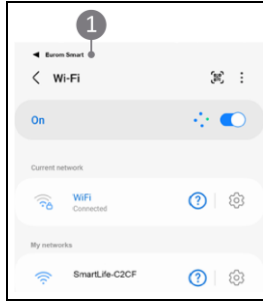 1
◀ Eurom Smart
< Wi-Fi
On
Current network
WiFi
Connected
?
My networks
SmartLife-C2CF
?